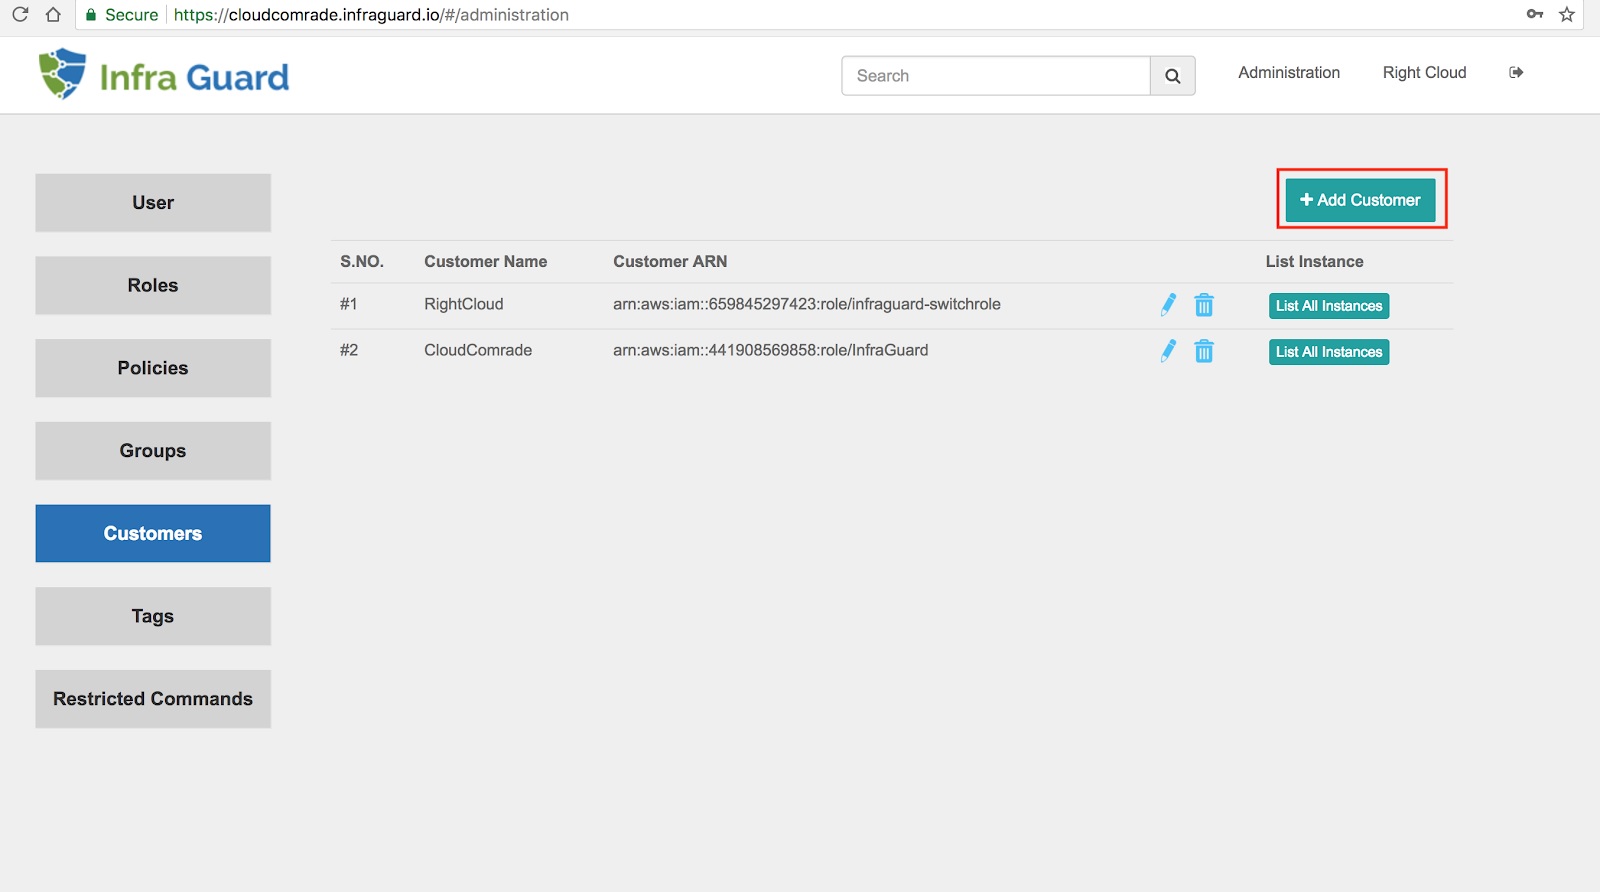 Secure https://cloudcomrade.infraguard.io/#/administration
Infra Guard
Search
Administration
Right Cloud
User
Roles
Policies
Groups
Customers
Tags
Restricted Commands
+ Add Customer
S.NO. Customer Name Customer ARN List Instance
#1 RightCloud arn:aws:iam::659845297423:role/infraguard-switchrole List All Instances
#2 CloudComrade arn:aws:iam::441908569858:role/InfraGuard List All Instances